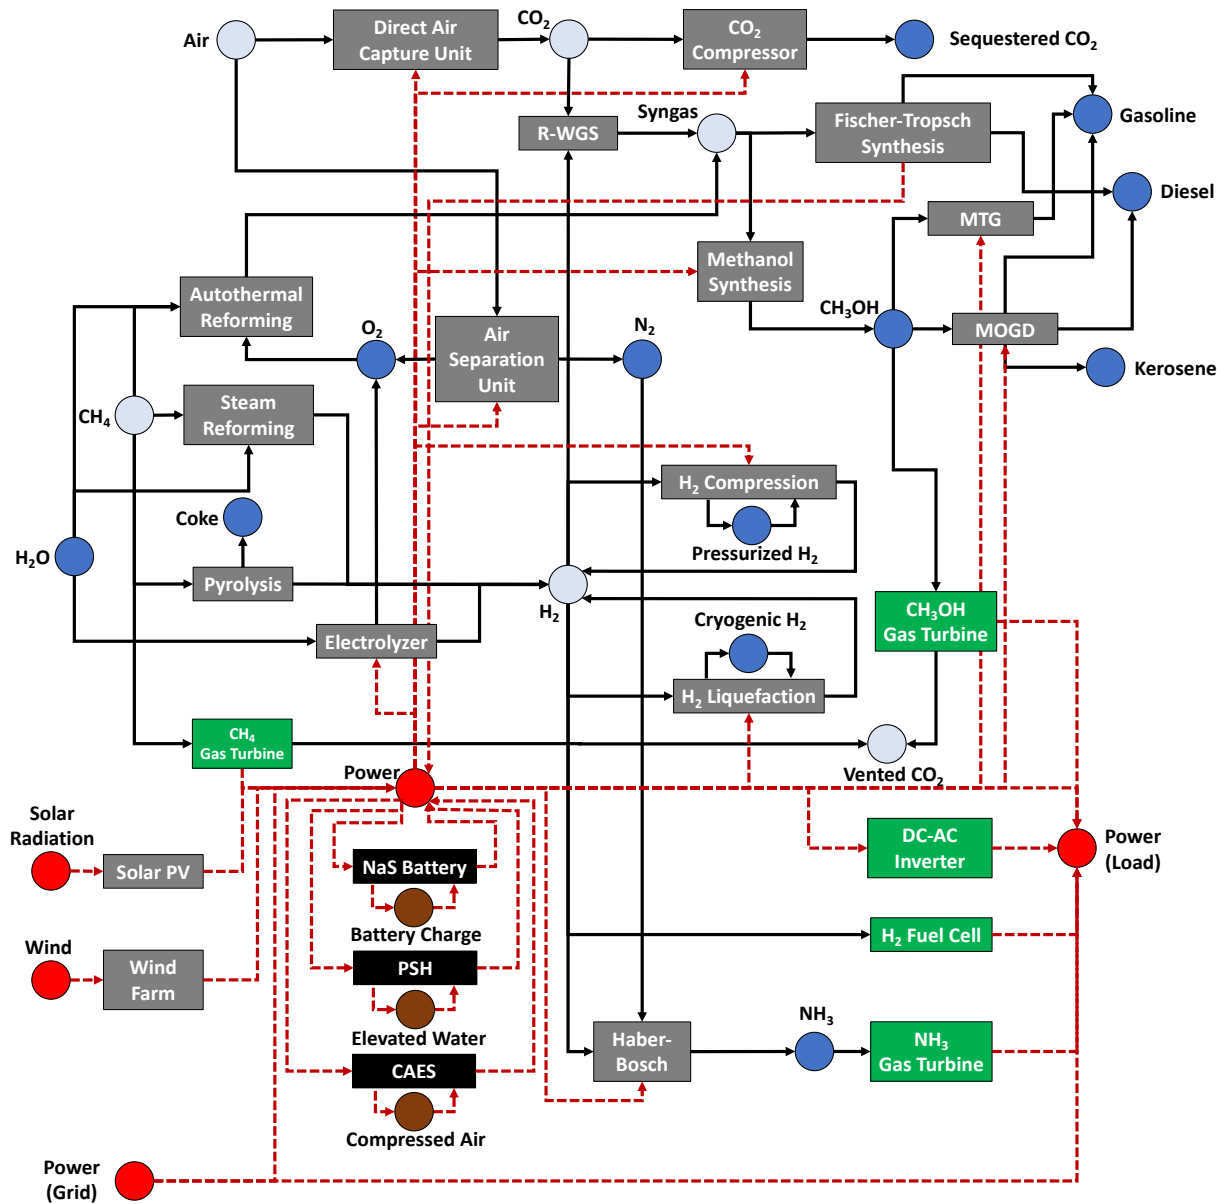 Air
Direct Air
Capture Unit
CO₂
CO₂
Compressor
Sequestered CO₂
Syngas
R-WGS
Fischer-Tropsch
Synthesis
Gasoline
Diesel
MTG
Methanol
Synthesis
Autothermal
Reforming
O₂
Air
Separation
Unit
N₂
CH₃OH
MOGD
Kerosene
CH₄
Steam
Reforming
H₂ Compression
Pressurized H₂
Coke
H₂O
Pyrolysis
H₂
Electrolyzer
Cryogenic H₂
H₂ Liquefaction
CH₃OH
Gas Turbine
CH₄
Gas Turbine
Vented CO₂
Power
Solar
Radiation
Solar PV
NaS Battery
Battery Charge
DC-AC
Inverter
Power
(Load)
Wind
Wind
Farm
PSH
Elevated Water
H₂ Fuel Cell
CAES
Compressed Air
Haber-
Bosch
NH₃
NH₃
Gas Turbine
Power
(Grid)